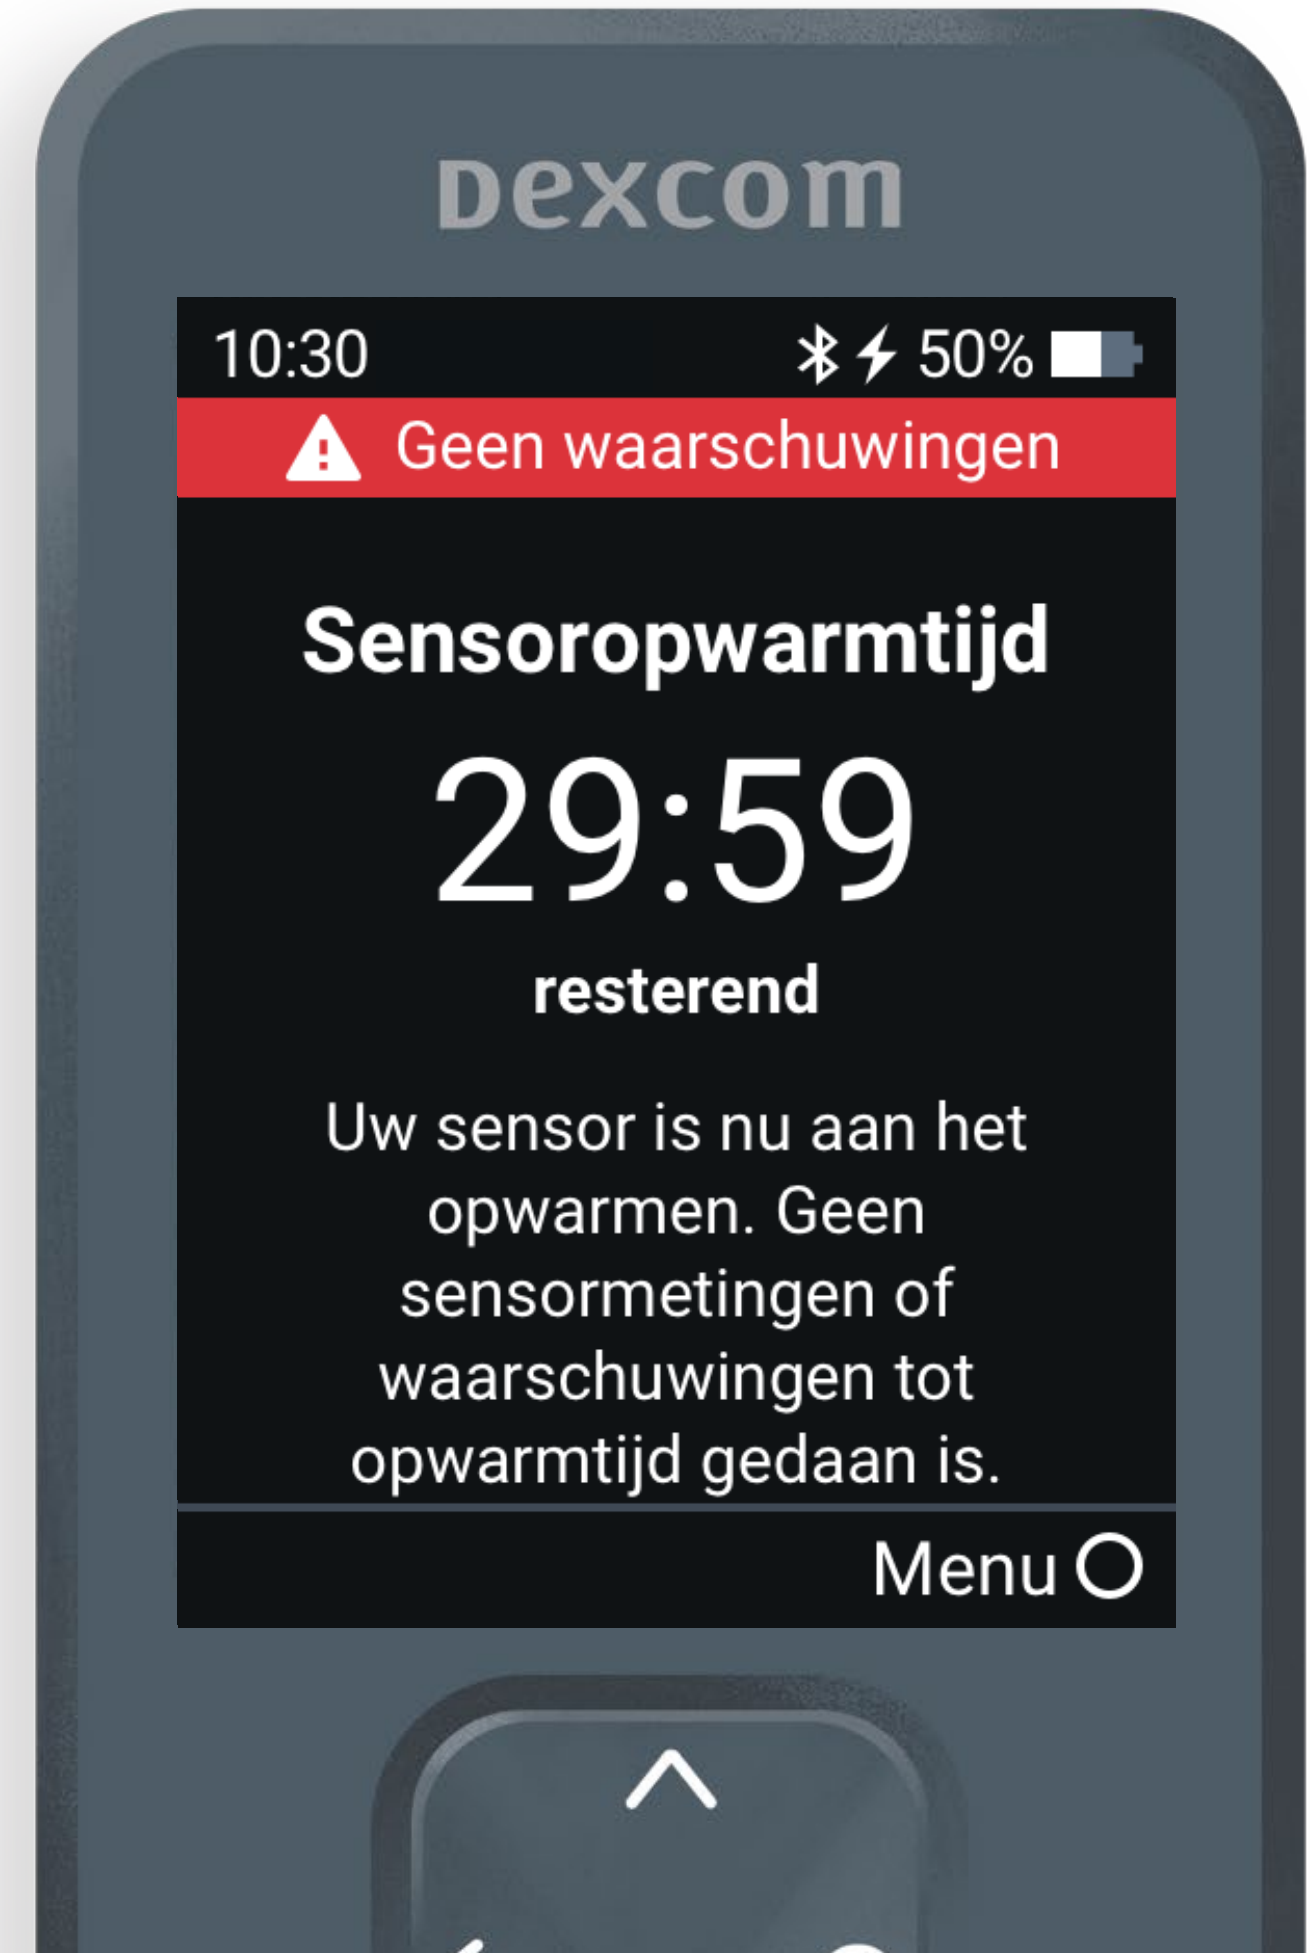 Dexcom
10:30 50%
Geen waarschuwingen
Sensoropwarmtijd
29:59
resterend
Uw sensor is nu aan het
opwarmen. Geen
sensormetingen of
waarschuwingen tot
opwarmtijd gedaan is.
Menu